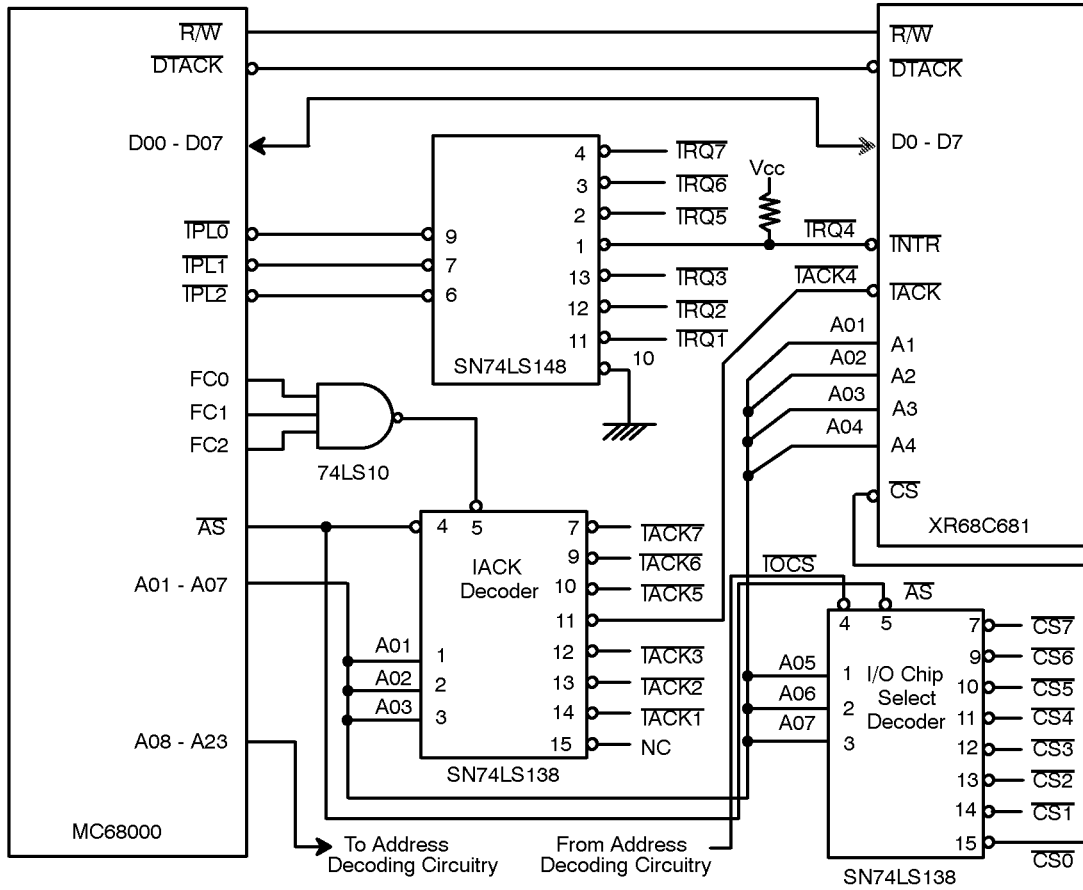 R/W
DTACK
D00 - D07
IPL0
IPL1
IPL2
FC0
FC1
FC2
AS
A01 - A07
A08 - A23
MC68000
74LS10
9
7
6
4
3
2
1
13
12
11
10
SN74LS148
IRQ7
IRQ6
IRQ5
Vcc
IRQ4
IRQ3
IRQ2
IRQ1
IACK4
A01
A02
A03
A04
R/W
DTACK
D0 - D7
INTR
IACK
A1
A2
A3
A4
CS
XR68C681
4
5
IACK
Decoder
A01
A02
A03
1
2
3
7
9
10
11
12
13
14
15
IACK7
IACK6
IACK5
IACK3
IACK2
IACK1
NC
SN74LS138
IOCS
AS
4
5
A05
A06
A07
1
2
3
I/O Chip
Select
Decoder
7
9
10
11
12
13
14
15
CS7
CS6
CS5
CS4
CS3
CS2
CS1
CS0
SN74LS138
To Address
Decoding Circuitry
From Address
Decoding Circuitry